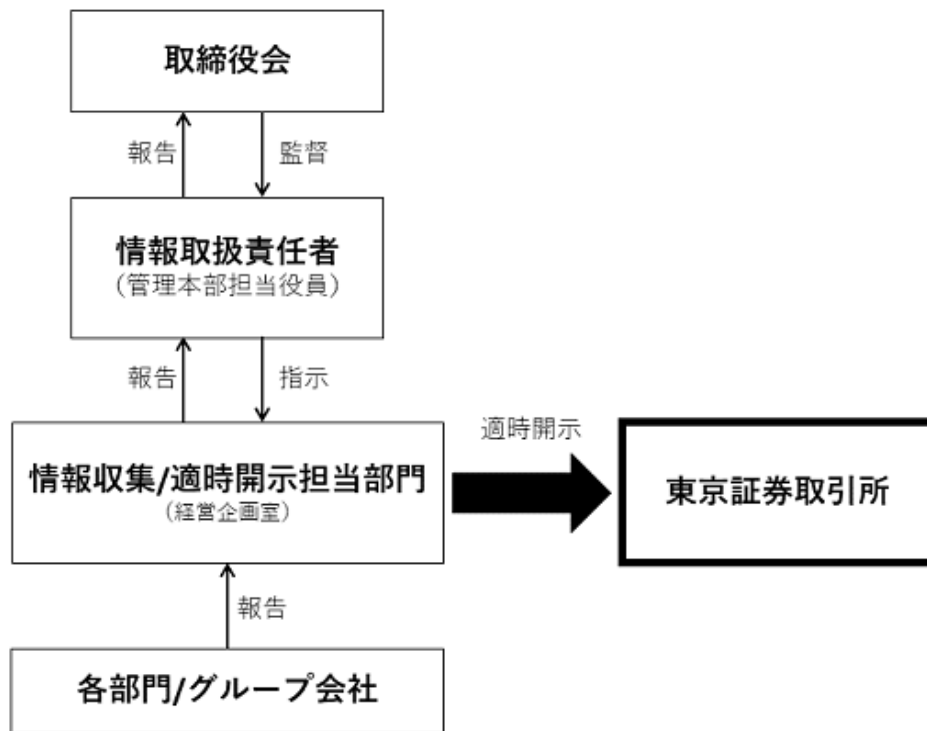 取締役会
報告
監督
情報取扱責任者
（管理本部担当役員）
報告
指示
情報収集/適時開示担当部門
（経営企画室）
適時開示
東京証券取引所
報告
各部門/グループ会社